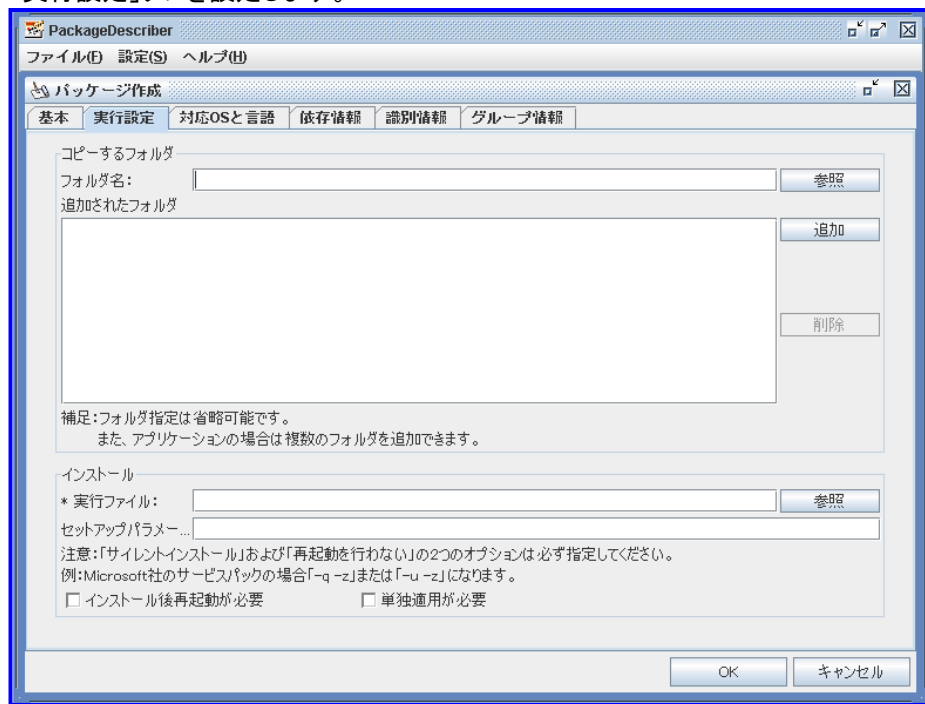 PackageDescriber
ファイル(F) 設定(S) ヘルプ(H)
パッケージ作成
基本 実行設定 対応OSと言語 依存情報 識別情報 グループ情報
コピーするフォルダ
フォルダ名: 参照
追加されたフォルダ
追加
削除
補足:フォルダ指定は省略可能です。
また、アプリケーションの場合は複数のフォルダを追加できます。
インストール
* 実行ファイル: 参照
セットアップパラメー...
注意:「サイレントインストール」および「再起動を行わない」の2つのオプションは必ず指定してください。
例:Microsoft社のサービスパックの場合「-q -z」または「-u -z」になります。
インストール後再起動が必要 単独適用が必要
OK キャンセル